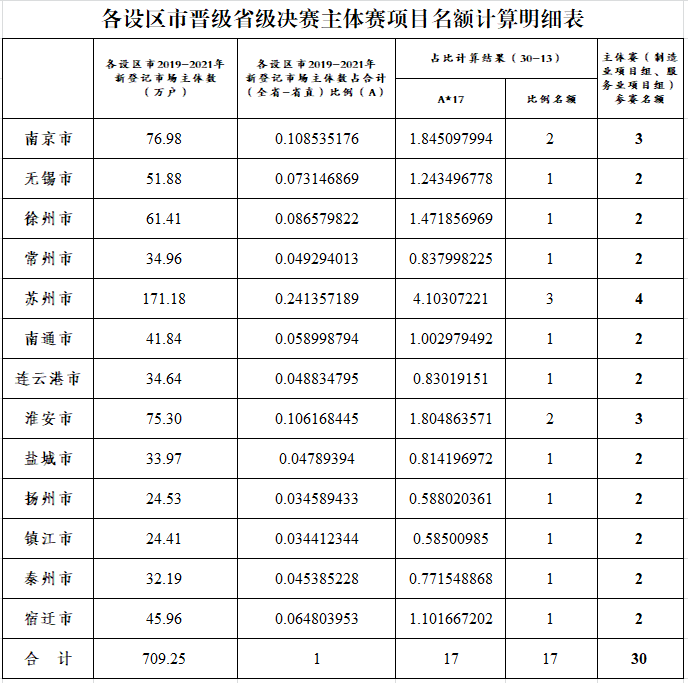 各设区市晋级省级决赛主体赛项目名额计算明细表
各设区市2019-2021年
新登记市场主体数
(万户)
各设区市2019-2021年
新登记市场主体数占合计
(全省-省直)比例(A)
占比计算结果(30-13)
A*17
比例名额
主体赛(制造
业项目组、服
务业项目组)
参赛名额
南京市 76.98 0.108535176 1.845097994 2 3
无锡市 51.88 0.073146869 1.243496778 1 2
徐州市 61.41 0.086579822 1.471856969 1 2
常州市 34.96 0.049294013 0.837998225 1 2
苏州市 171.18 0.241357189 4.10307221 3 4
南通市 41.84 0.058998794 1.002979492 1 2
连云港市 34.64 0.048834795 0.83019151 1 2
淮安市 75.30 0.106168445 1.804863571 2 3
盐城市 33.97 0.04789394 0.814196972 1 2
扬州市 24.53 0.034589433 0.588020361 1 2
镇江市 24.41 0.034412344 0.58500985 1 2
泰州市 32.19 0.045385228 0.771548868 1 2
宿迁市 45.96 0.064803953 1.101667202 1 2
合 计 709.25 1 17 17 30